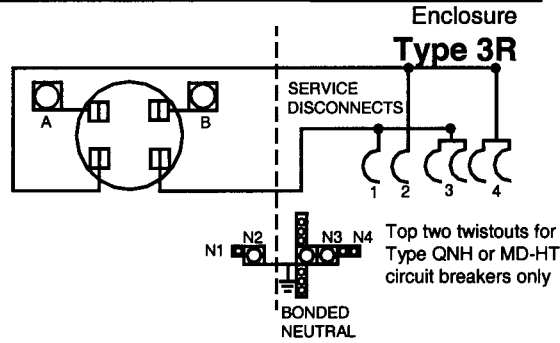 Enclosure
Type 3R
SERVICE
DISCONNECTS
A
B
1
2
3
4
N1
N2
N3
N4
Top two twistouts for
Type QNH or MD-HT
circuit breakers only
BONDED
NEUTRAL